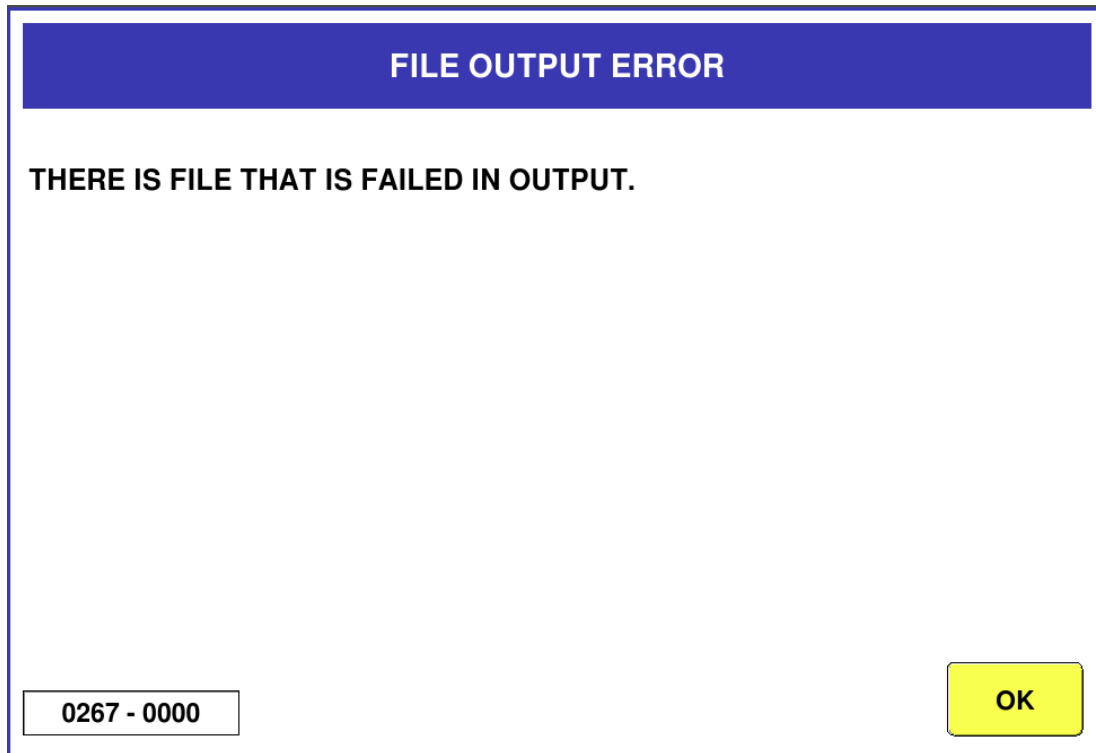 FILE OUTPUT ERROR
THERE IS FILE THAT IS FAILED IN OUTPUT.
0267 - 0000
OK